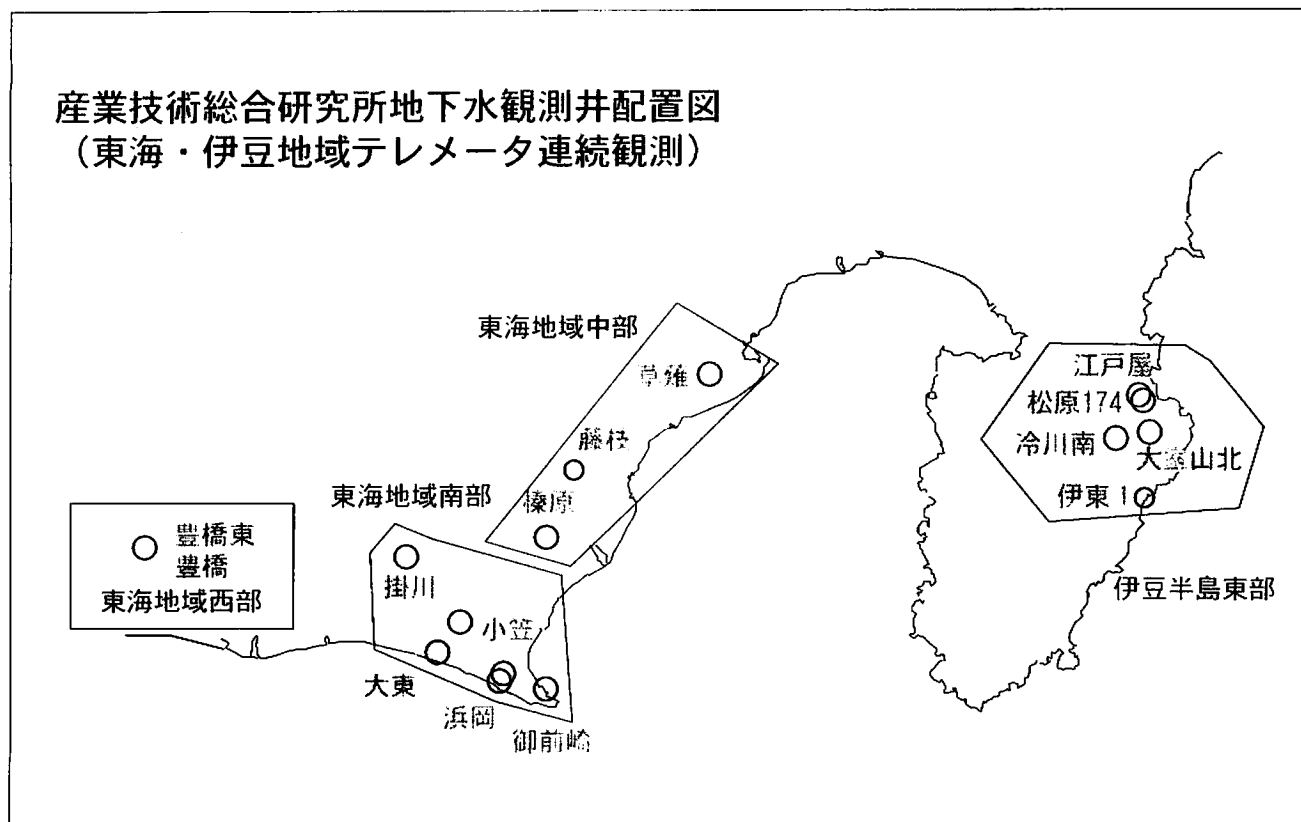 産業技術総合研究所地下水観測井配置図
（東海・伊豆地域テレメータ連続観測）
東海地域中部
草薙
藤枝
榛原
東海地域南部
掛川
小笠
大東
浜岡
御前崎
豊橋東
豊橋
東海地域西部
江戸屋
松原174
冷川南
大室山北
伊東1
伊豆半島東部